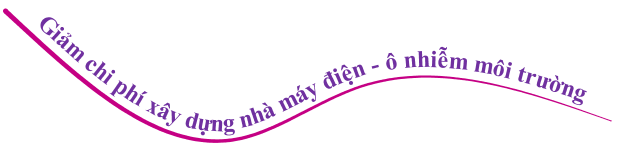 Giảm chi phí xây dựng nhà máy điện - ô nhiễm môi trường